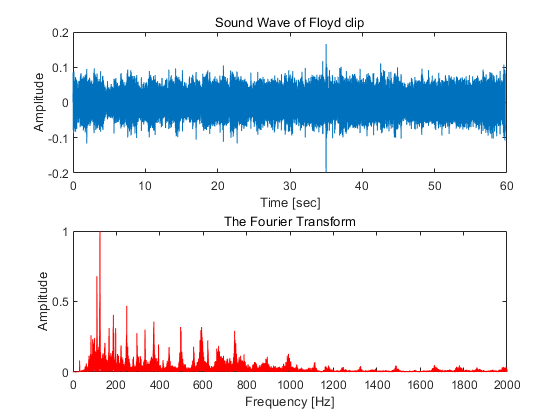 Sound Wave of Floyd clip
0.2
0.1
0
-0.1
-0.2
Amplitude
0 10 20 30 40 50 60
Time [sec]
The Fourier Transform
1
0.5
0
Amplitude
0 200 400 600 800 1000 1200 1400 1600 1800 2000
Frequency [Hz]